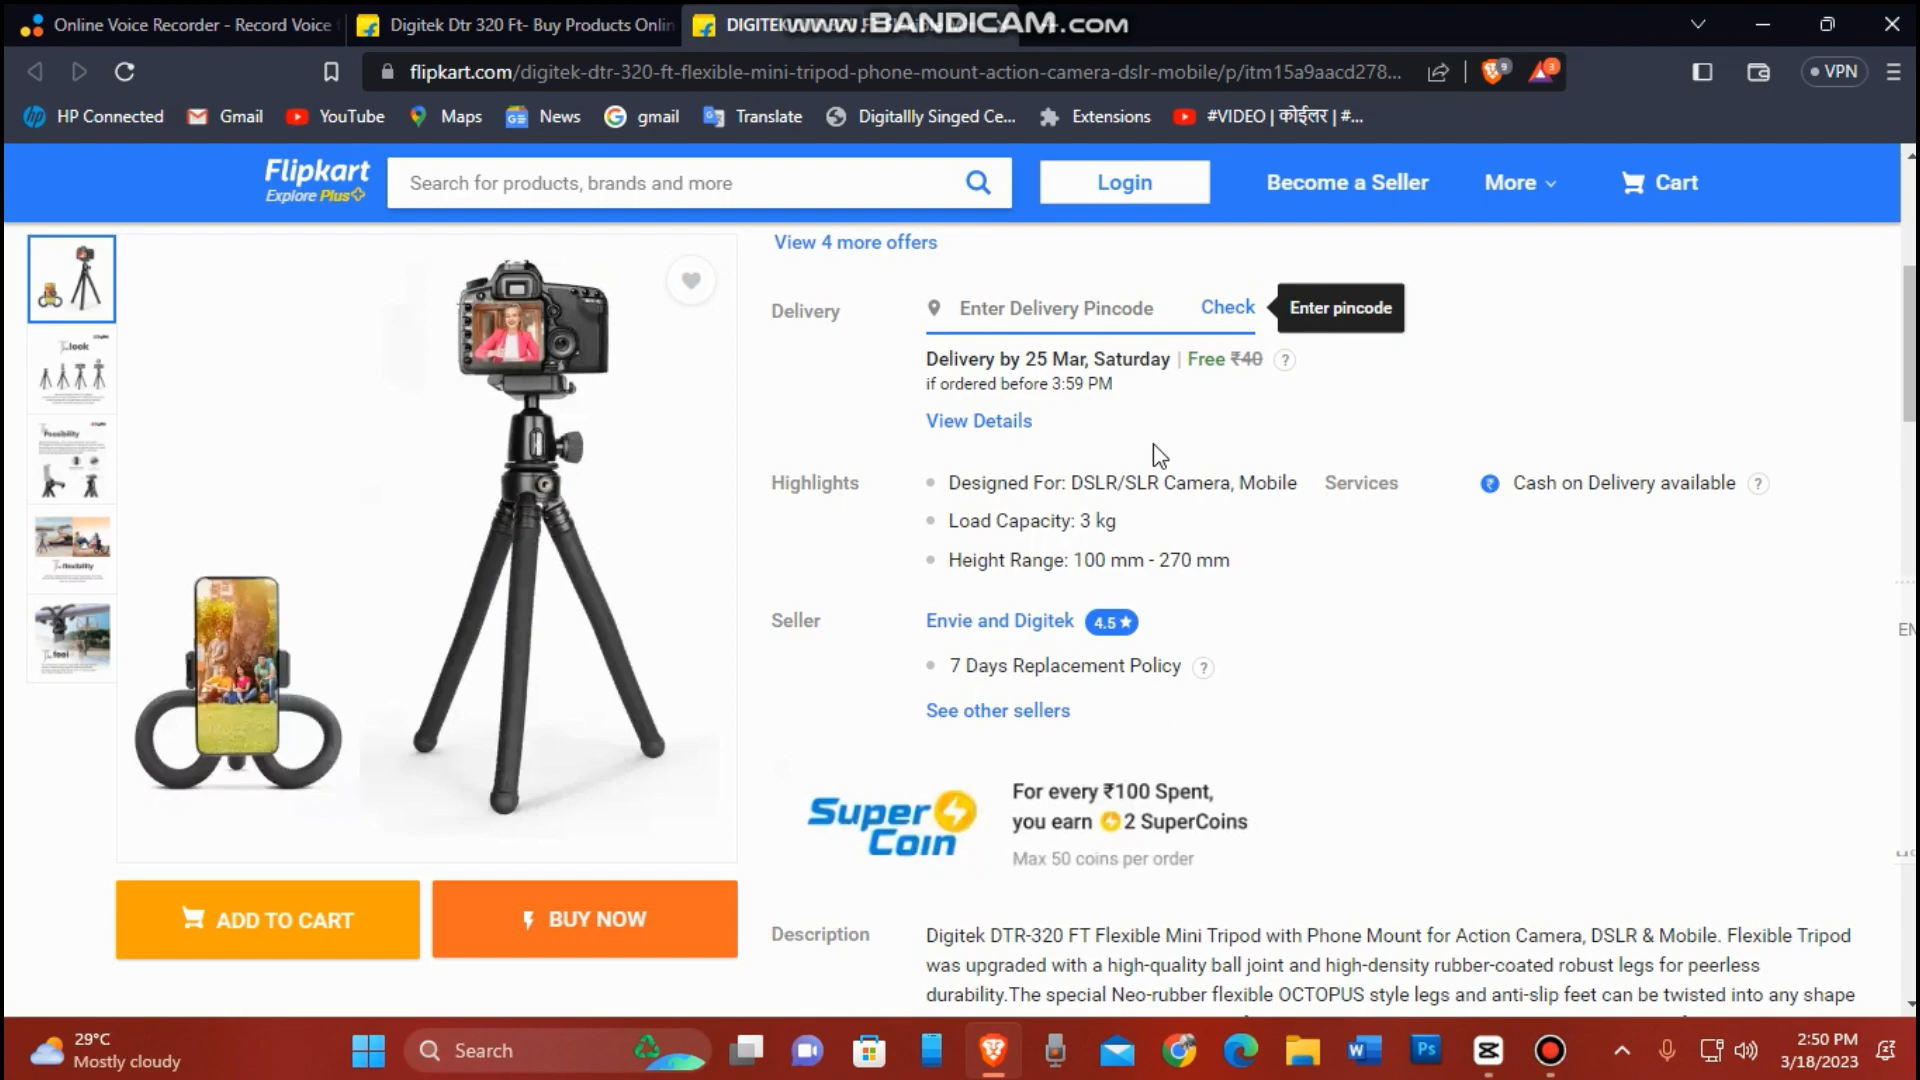 Online Voice Recorder - Record Voice
Digitek Dtr 320 Ft- Buy Products Onlin
DIGITEK
WWW.BANDICAM.COM
flipkart.com/digitek-dtr-320-ft-flexible-mini-tripod-phone-mount-action-camera-dslr-mobile/p/itm15a9aacd278...
9
3
VPN
HP Connected
Gmail
YouTube
Maps
News
gmail
Translate
Digitallly Singed Ce...
Extensions
#VIDEO | कोईलर | #...
Flipkart
Explore Plus
Search for products, brands and more
Login
Become a Seller
More
Cart
View 4 more offers
Delivery
Enter Delivery Pincode
Check
Enter pincode
Delivery by 25 Mar, Saturday | Free ₹40 ?
if ordered before 3:59 PM
View Details
Highlights
Designed For: DSLR/SLR Camera, Mobile
Load Capacity: 3 kg
Height Range: 100 mm - 270 mm
Services
Cash on Delivery available ?
Seller
Envie and Digitek 4.5★
7 Days Replacement Policy ?
See other sellers
Super Coin
For every ₹100 Spent,
you earn 2 SuperCoins
Max 50 coins per order
ADD TO CART
BUY NOW
Description
Digitek DTR-320 FT Flexible Mini Tripod with Phone Mount for Action Camera, DSLR & Mobile. Flexible Tripod
was upgraded with a high-quality ball joint and high-density rubber-coated robust legs for peerless
durability.The special Neo-rubber flexible OCTOPUS style legs and anti-slip feet can be twisted into any shape
look
Possibility
flexibility
EN
29°C
Mostly cloudy
Search
W
Ps
2:50 PM
3/18/2023